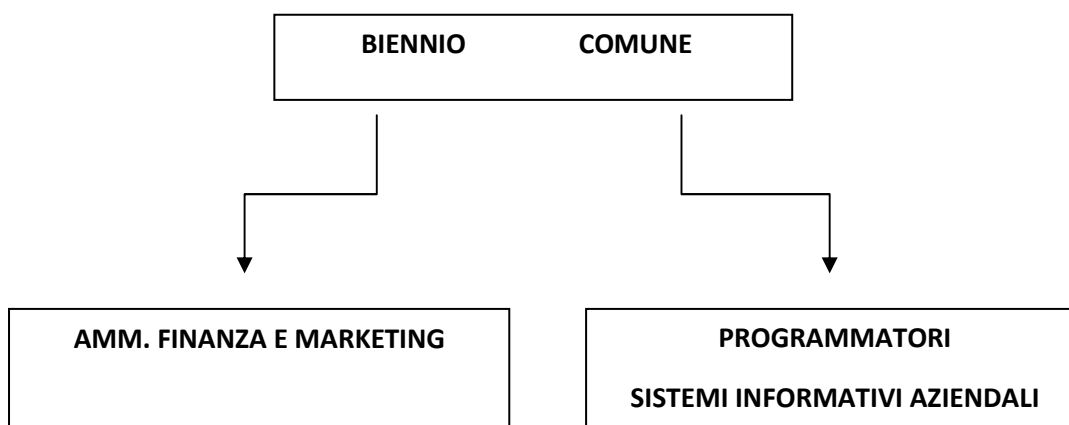 BIENNIO COMUNE
AMM. FINANZA E MARKETING
PROGRAMMATORI
SISTEMI INFORMATIVI AZIENDALI